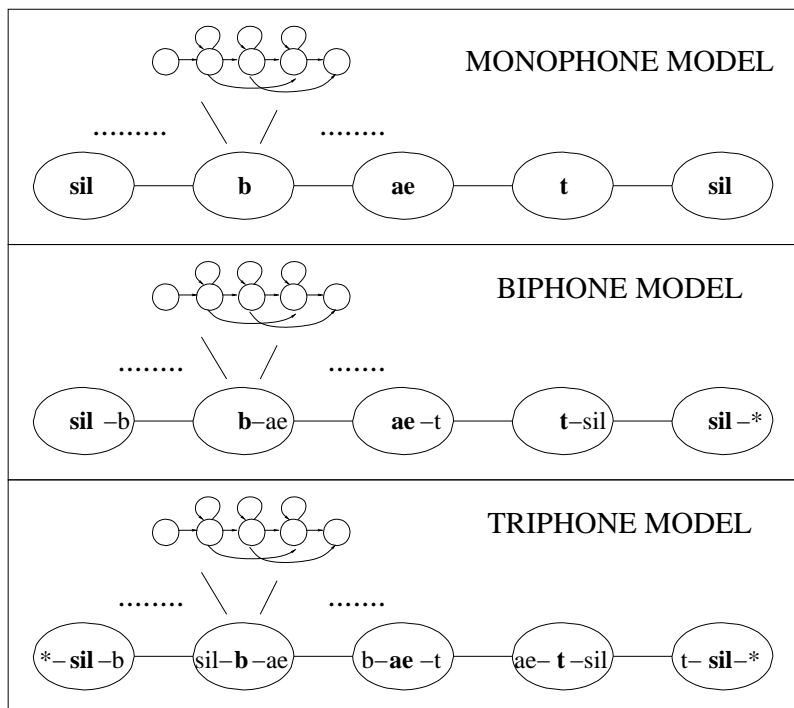 MONOPHONE MODEL
......... ........
sil b ae t sil
BIPHONE MODEL
........ .......
sil –b b–ae ae –t t–sil sil –*
TRIPHONE MODEL
........ .......
*– sil –b sil–b–ae b–ae –t ae– t –sil t– sil–*